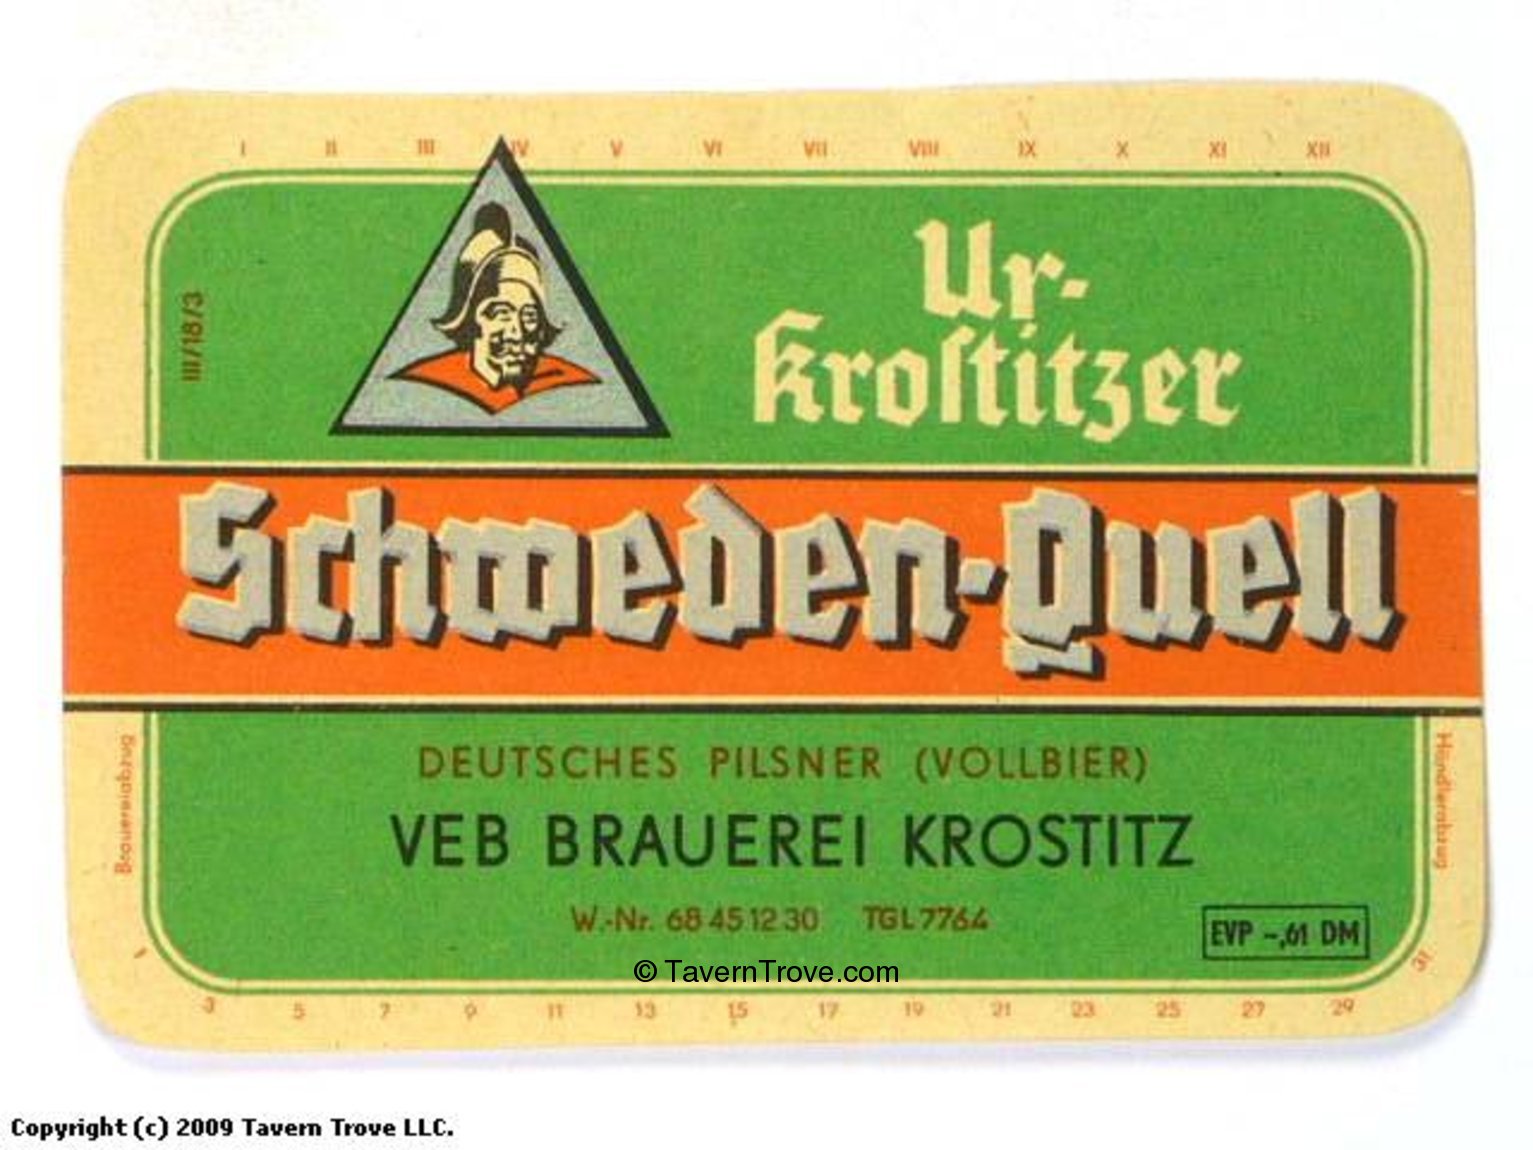 I II III IV V VI VII VIII IX X XI XII
III/18/3
Ur-
Krostitzer
Schweden-Quell
DEUTSCHES PILSNER (VOLLBIER)
VEB BRAUEREI KROSTITZ
W.-Nr. 68 45 12 30 TGL 7764
EVP -,61 DM
Brauereiabzug
Händlerabzug
© TavernTrove.com
1 3 5 7 9 11 13 15 17 19 21 23 25 27 29 31
Copyright (c) 2009 Tavern Trove LLC.